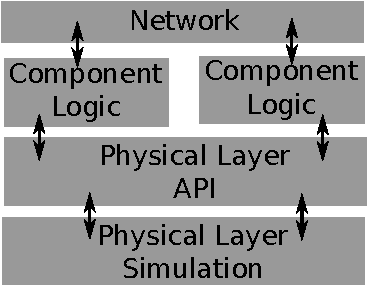 Network
Component
Logic
Component
Logic
Physical Layer
API
Physical Layer
Simulation